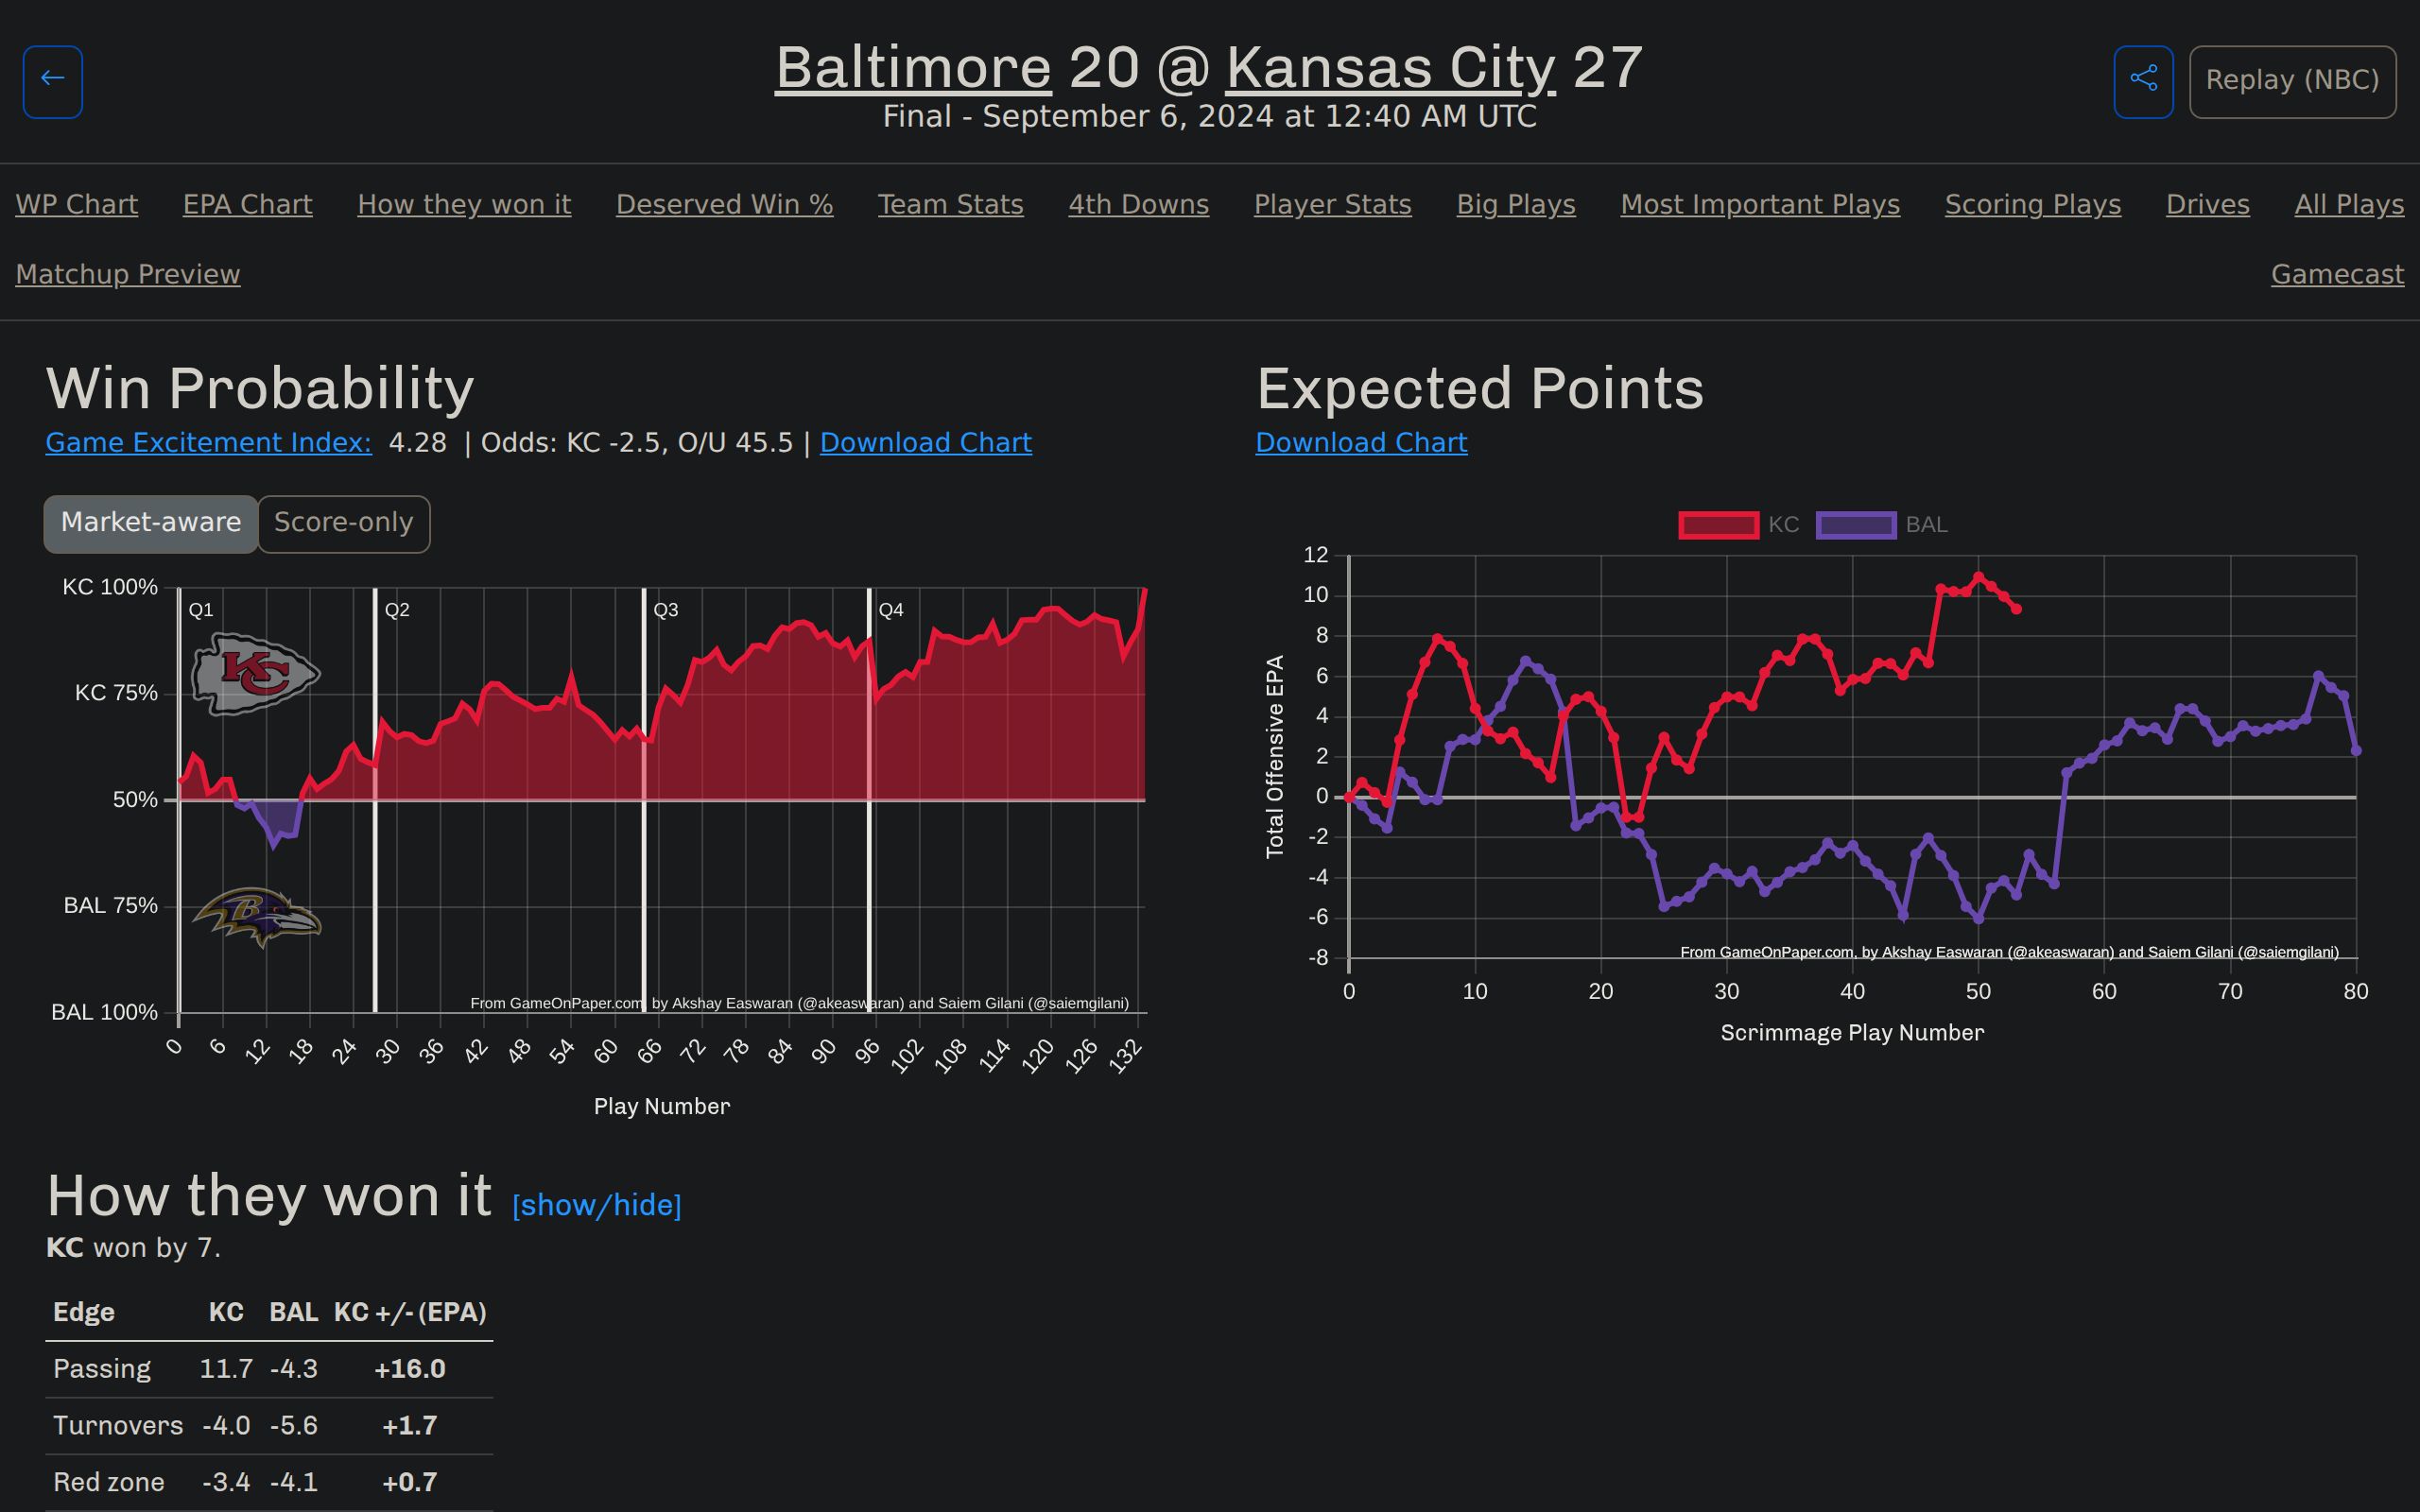 ←
Baltimore 20 @ Kansas City 27
Final - September 6, 2024 at 12:40 AM UTC
Replay (NBC)
WP Chart EPA Chart How they won it Deserved Win % Team Stats 4th Downs Player Stats Big Plays Most Important Plays Scoring Plays Drives All Plays
Matchup Preview Gamecast
Win Probability
Game Excitement Index: 4.28 | Odds: KC -2.5, O/U 45.5 | Download Chart
Market-aware Score-only
KC 100%
KC 75%
50%
BAL 75%
BAL 100%
Q1 Q2 Q3 Q4
KC
B
From GameOnPaper.com, by Akshay Easwaran (@akeaswaran) and Saiem Gilani (@saiemgilani)
0 6 12 18 24 30 36 42 48 54 60 66 72 78 84 90 96 102 108 114 120 126 132
Play Number
Expected Points
Download Chart
KC BAL
Total Offensive EPA
12
10
8
6
4
2
0
-2
-4
-6
-8
From GameOnPaper.com, by Akshay Easwaran (@akeaswaran) and Saiem Gilani (@saiemgilani)
0 10 20 30 40 50 60 70 80
Scrimmage Play Number
How they won it [show/hide]
KC won by 7.
Edge KC BAL KC +/- (EPA)
Passing 11.7 -4.3 +16.0
Turnovers -4.0 -5.6 +1.7
Red zone -3.4 -4.1 +0.7